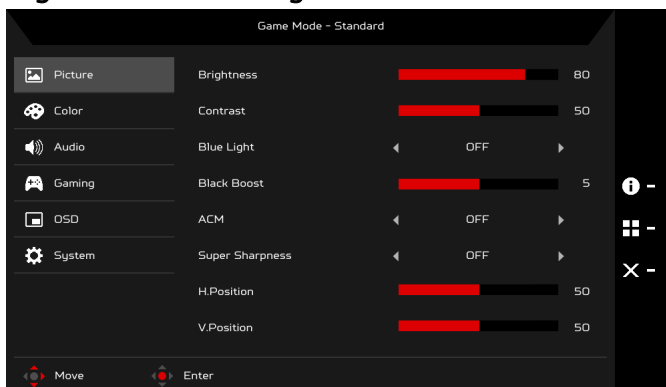 Game Mode - Standard
Picture
Brightness 80
Color
Contrast 50
Audio
Blue Light OFF
Gaming
Black Boost 5
OSD
ACM OFF
System
Super Sharpness OFF
H.Position 50
V.Position 50
Move Enter